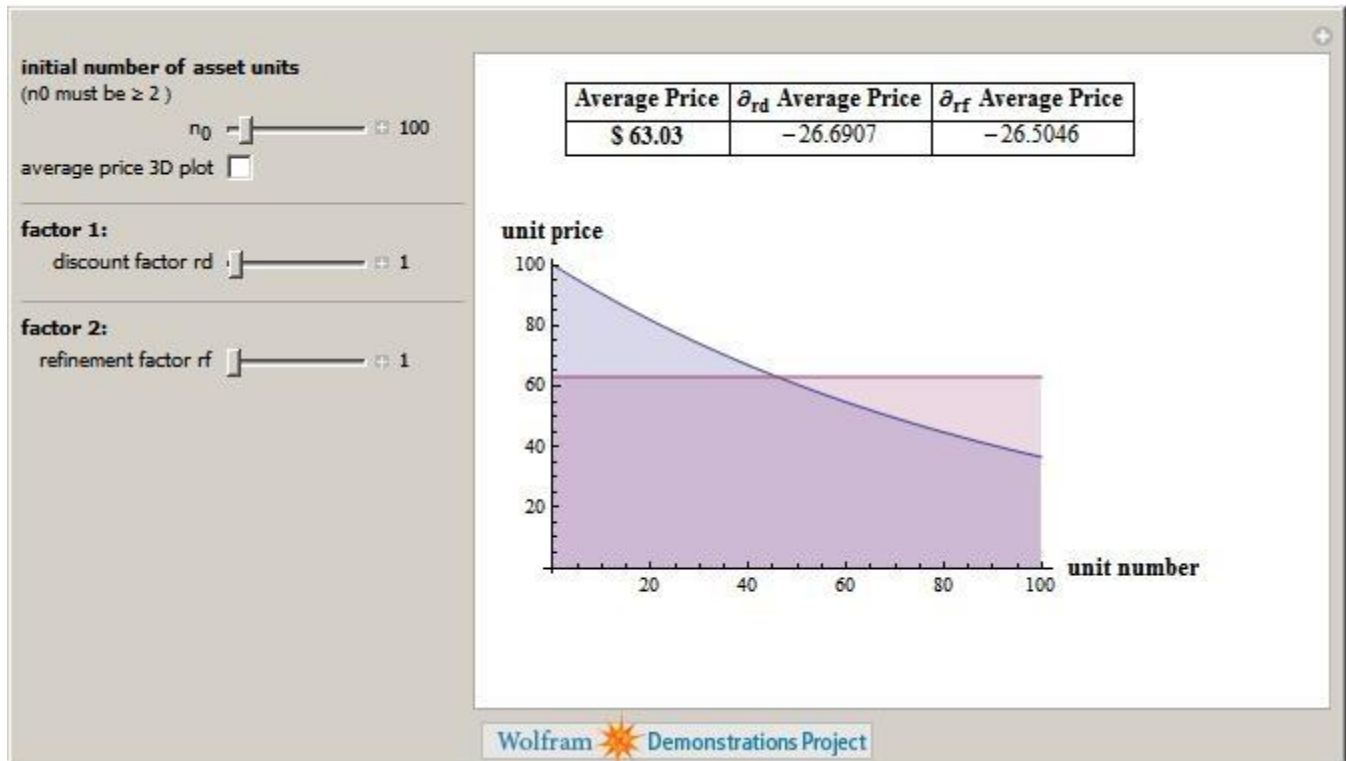 initial number of asset units
(n0 must be ≥ 2 )
n0 100
average price 3D plot
factor 1:
discount factor rd 1
factor 2:
refinement factor rf 1
Average Price ∂rd Average Price ∂rf Average Price
$ 63.03 −26.6907 −26.5046
unit price
100
80
60
40
20
20 40 60 80 100
unit number
Wolfram Demonstrations Project